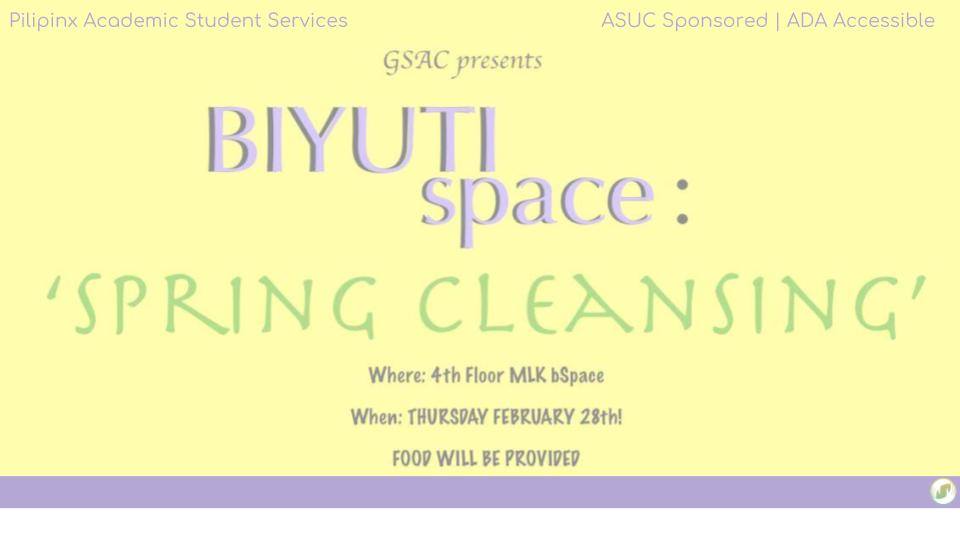 Pilipinx Academic Student Services
ASUC Sponsored | ADA Accessible
GSAC presents
BIYUTI
space :
'SPRING CLEANSING'
Where: 4th Floor MLK bSpace
When: THURSDAY FEBRUARY 28th!
FOOD WILL BE PROVIDED